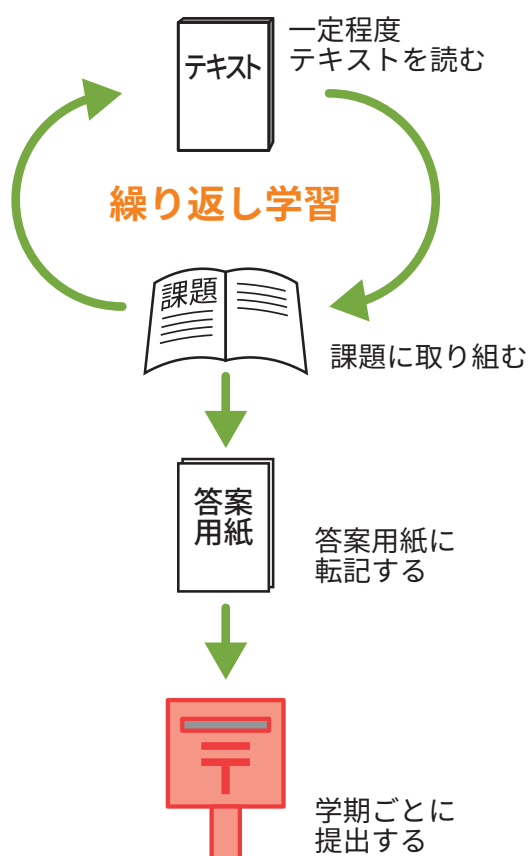 テキスト
一定程度
テキストを読む
繰り返し学習
課題
課題に取り組む
答案
用紙
答案用紙に
転記する
学期ごとに
提出する